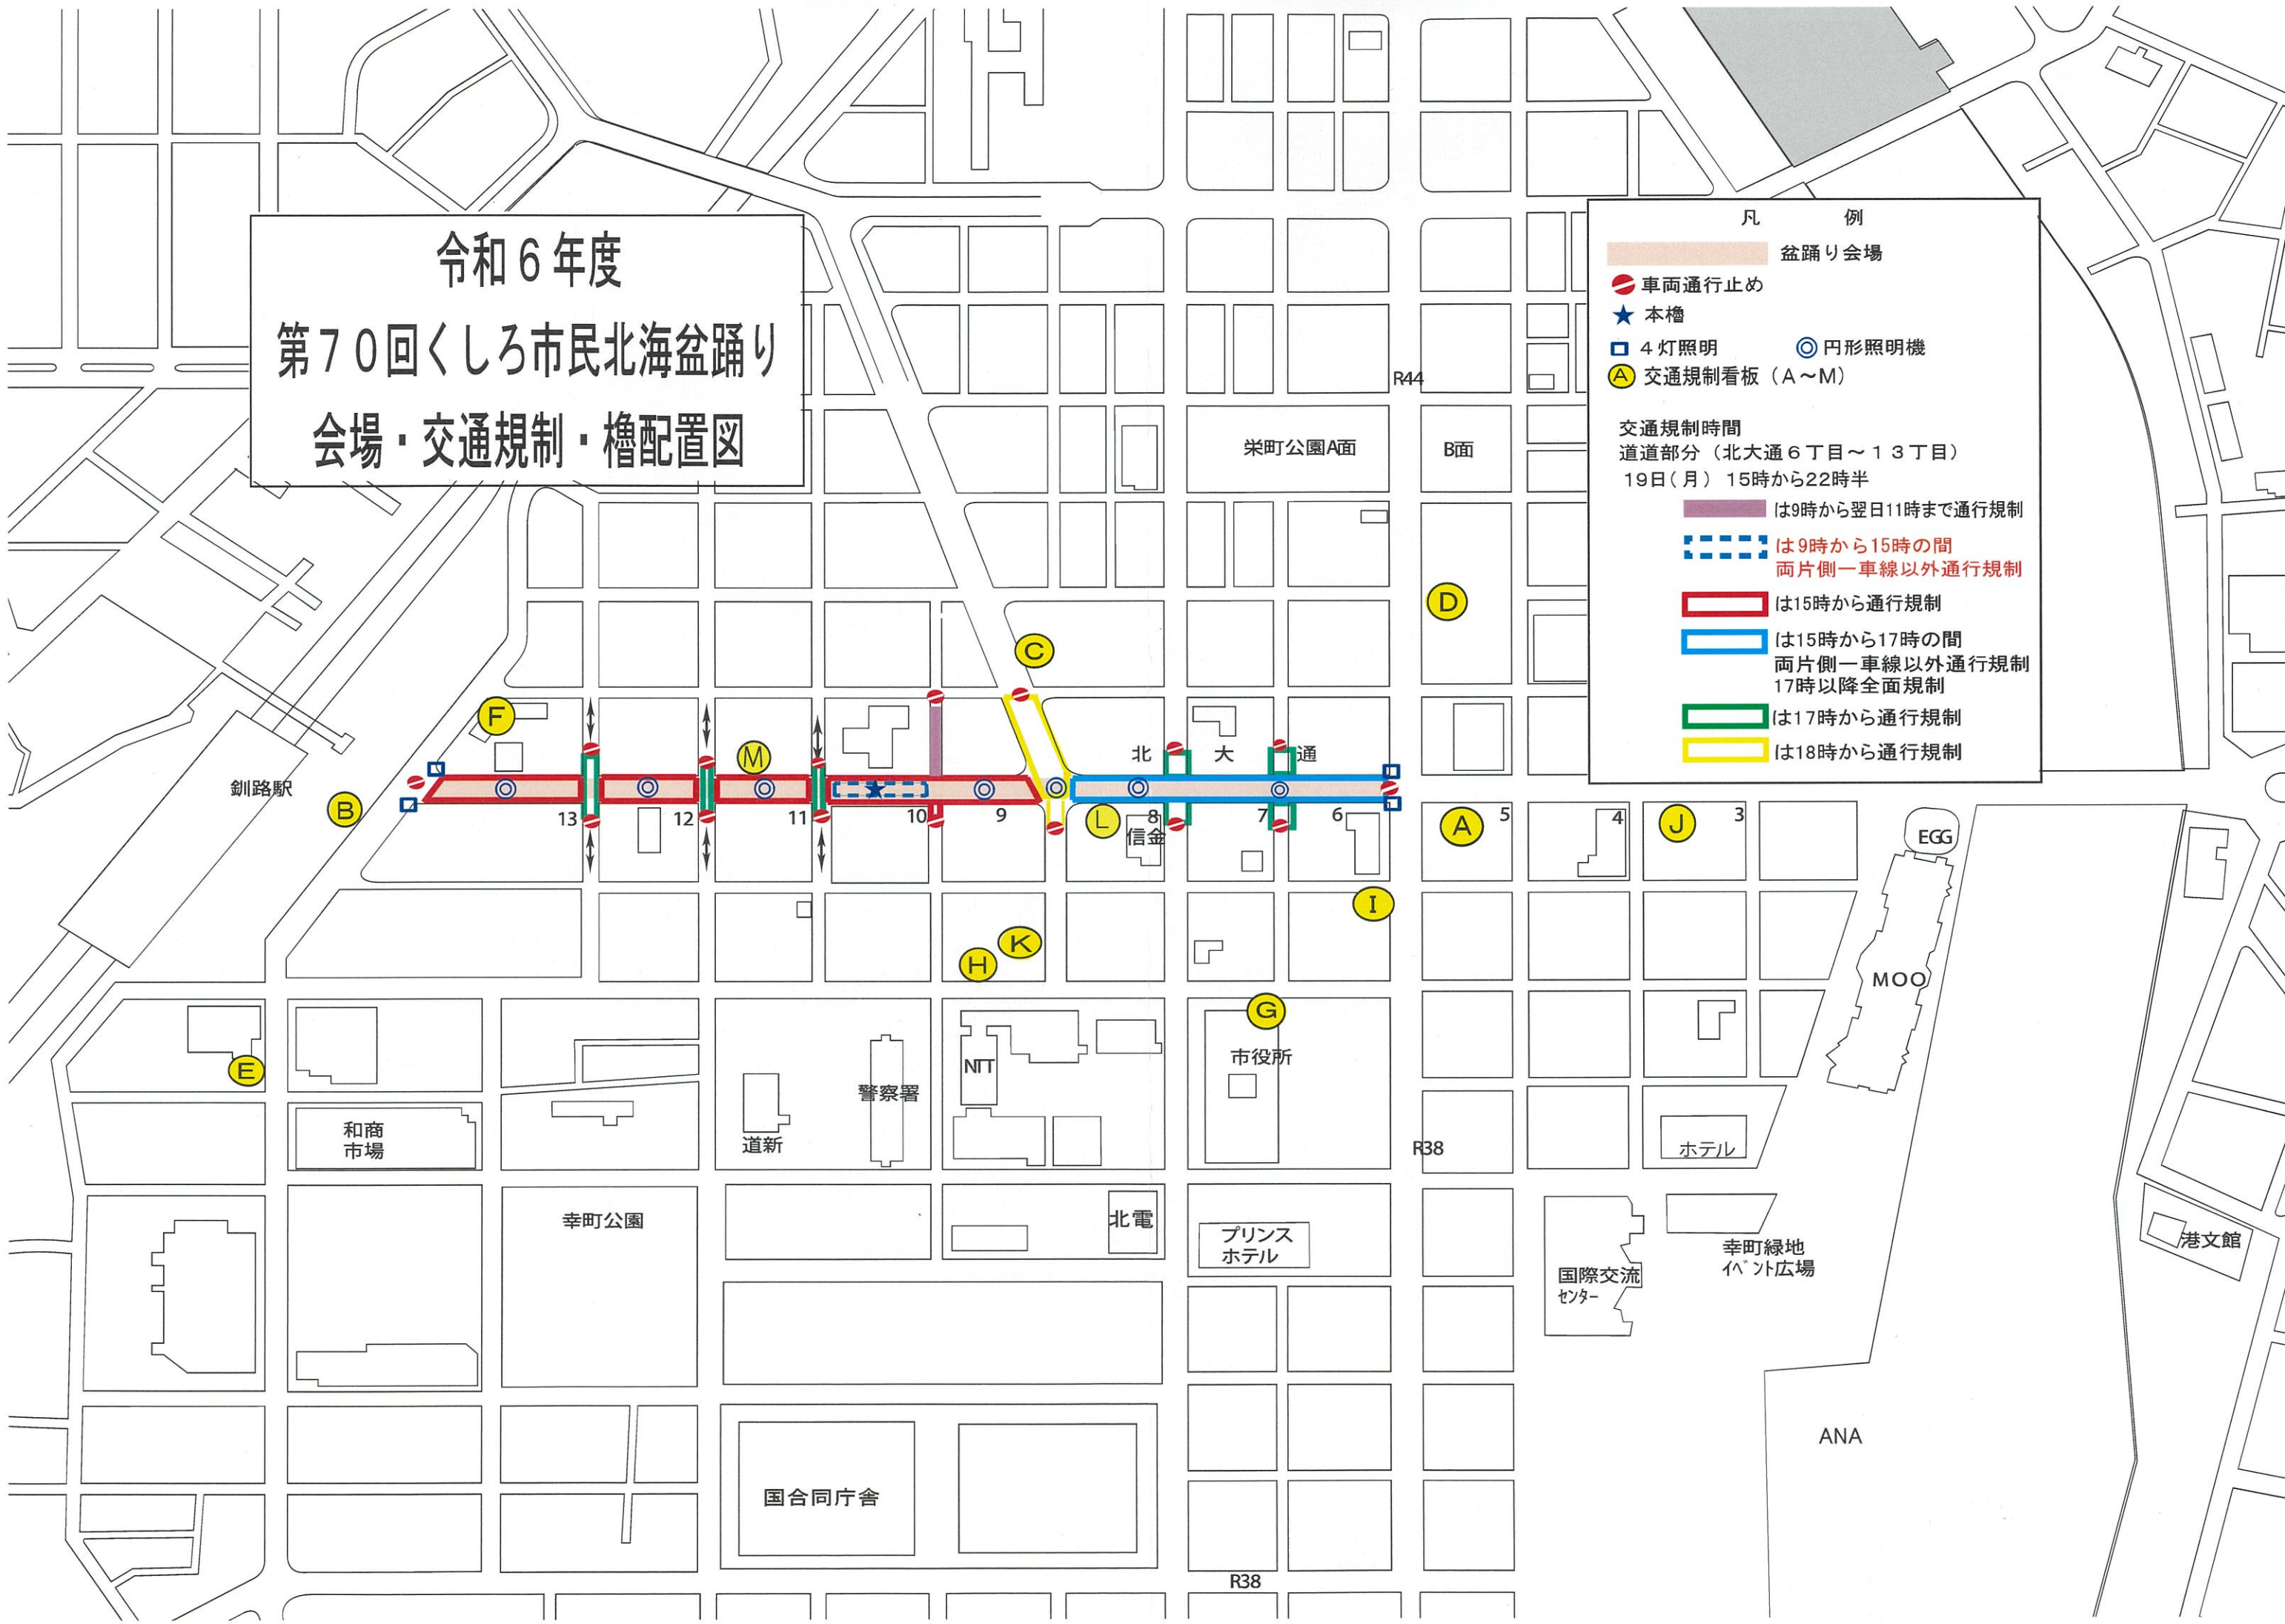 令和６年度
第７０回くしろ市民北海盆踊り
会場・交通規制・櫓配置図
凡　例
盆踊り会場
車両通行止め
本櫓
４灯照明
円形照明機
A 交通規制看板（A～M）
交通規制時間
道道部分（北大通６丁目～１３丁目）
19日(月) 15時から22時半
は9時から翌日11時まで通行規制
は9時から15時の間
両片側一車線以外通行規制
は15時から通行規制
は15時から17時の間
両片側一車線以外通行規制
17時以降全面規制
は17時から通行規制
は18時から通行規制
R44
栄町公園A面
B面
D
C
F
M
北 大 通
釧路駅
B
13
12
11
10
9
L
8
信金
7
6
A
5
4
J
3
EGG
I
K
H
MOO
G
市役所
E
NTT
警察署
道新
和商
市場
R38
ホテル
幸町公園
北電
プリンス
ホテル
国際交流
センター
幸町緑地
イベント広場
港文館
ANA
国合同庁舎
R38